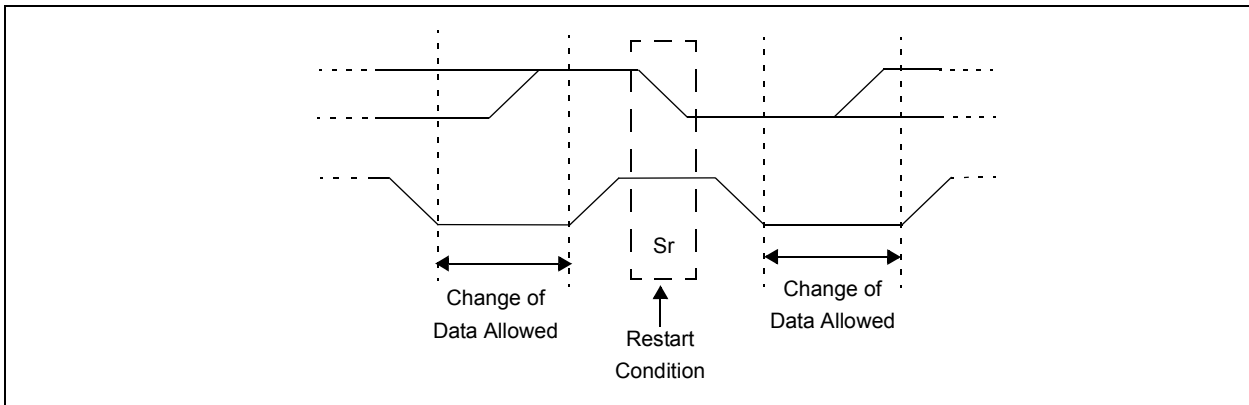 Sr
Change of
Data Allowed
Restart
Condition
Change of
Data Allowed